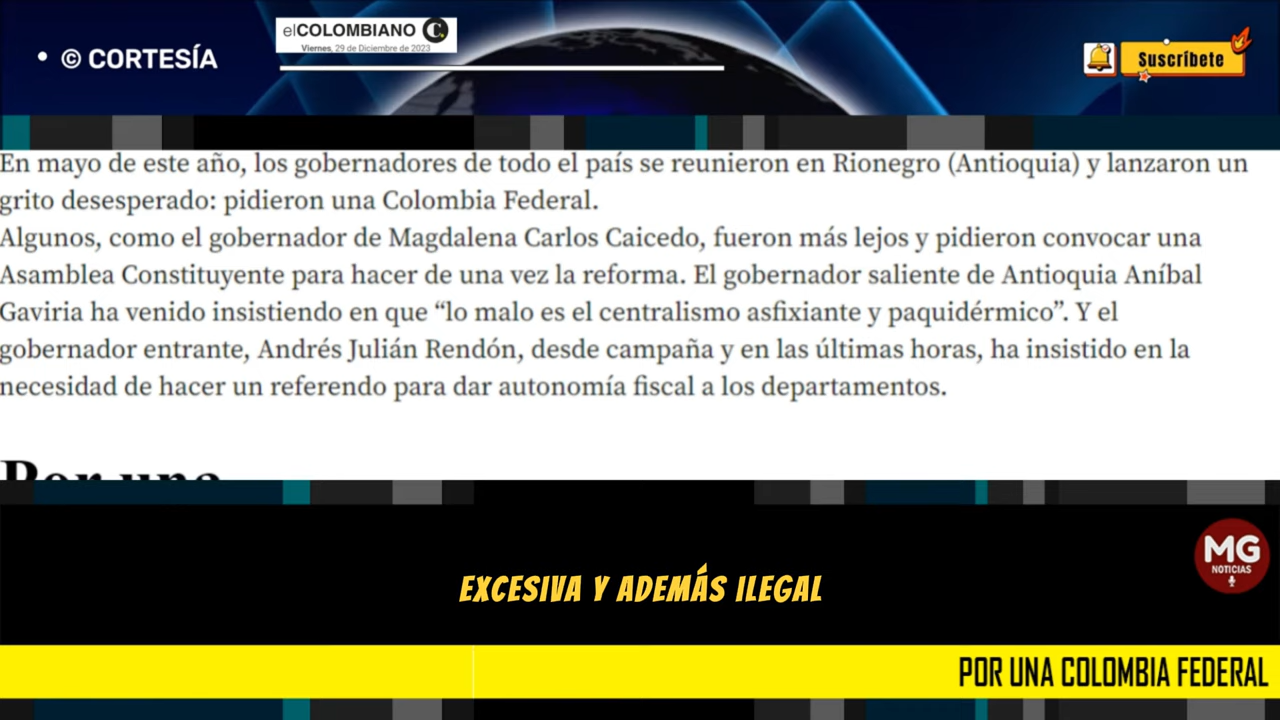 • © CORTESÍA
elCOLOMBIANO C.
Viernes, 29 de Diciembre de 2023
Suscríbete
En mayo de este año, los gobernadores de todo el país se reunieron en Rionegro (Antioquia) y lanzaron un
grito desesperado: pidieron una Colombia Federal.
Algunos, como el gobernador de Magdalena Carlos Caicedo, fueron más lejos y pidieron convocar una
Asamblea Constituyente para hacer de una vez la reforma. El gobernador saliente de Antioquia Aníbal
Gaviria ha venido insistiendo en que “lo malo es el centralismo asfixiante y paquidérmico”. Y el
gobernador entrante, Andrés Julián Rendón, desde campaña y en las últimas horas, ha insistido en la
necesidad de hacer un referendo para dar autonomía fiscal a los departamentos.
Por una
MG
NOTICIAS
EXCESIVA Y ADEMÁS ILEGAL
POR UNA COLOMBIA FEDERAL